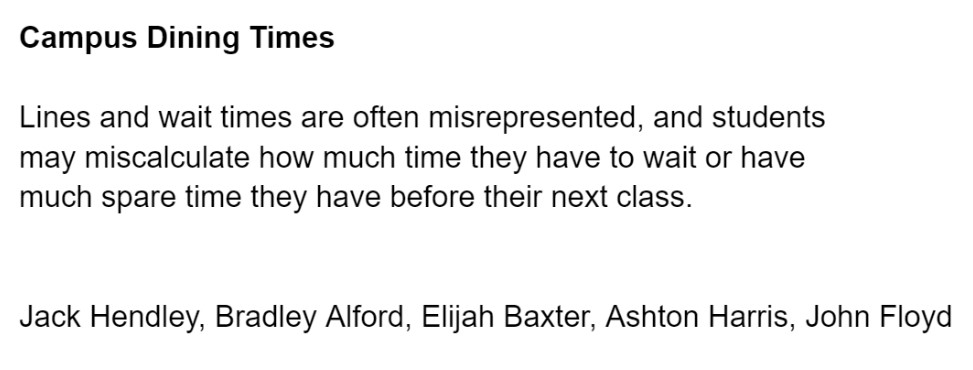 Campus Dining Times
Lines and wait times are often misrepresented, and students
may miscalculate how much time they have to wait or have
much spare time they have before their next class.
Jack Hendley, Bradley Alford, Elijah Baxter, Ashton Harris, John Floyd